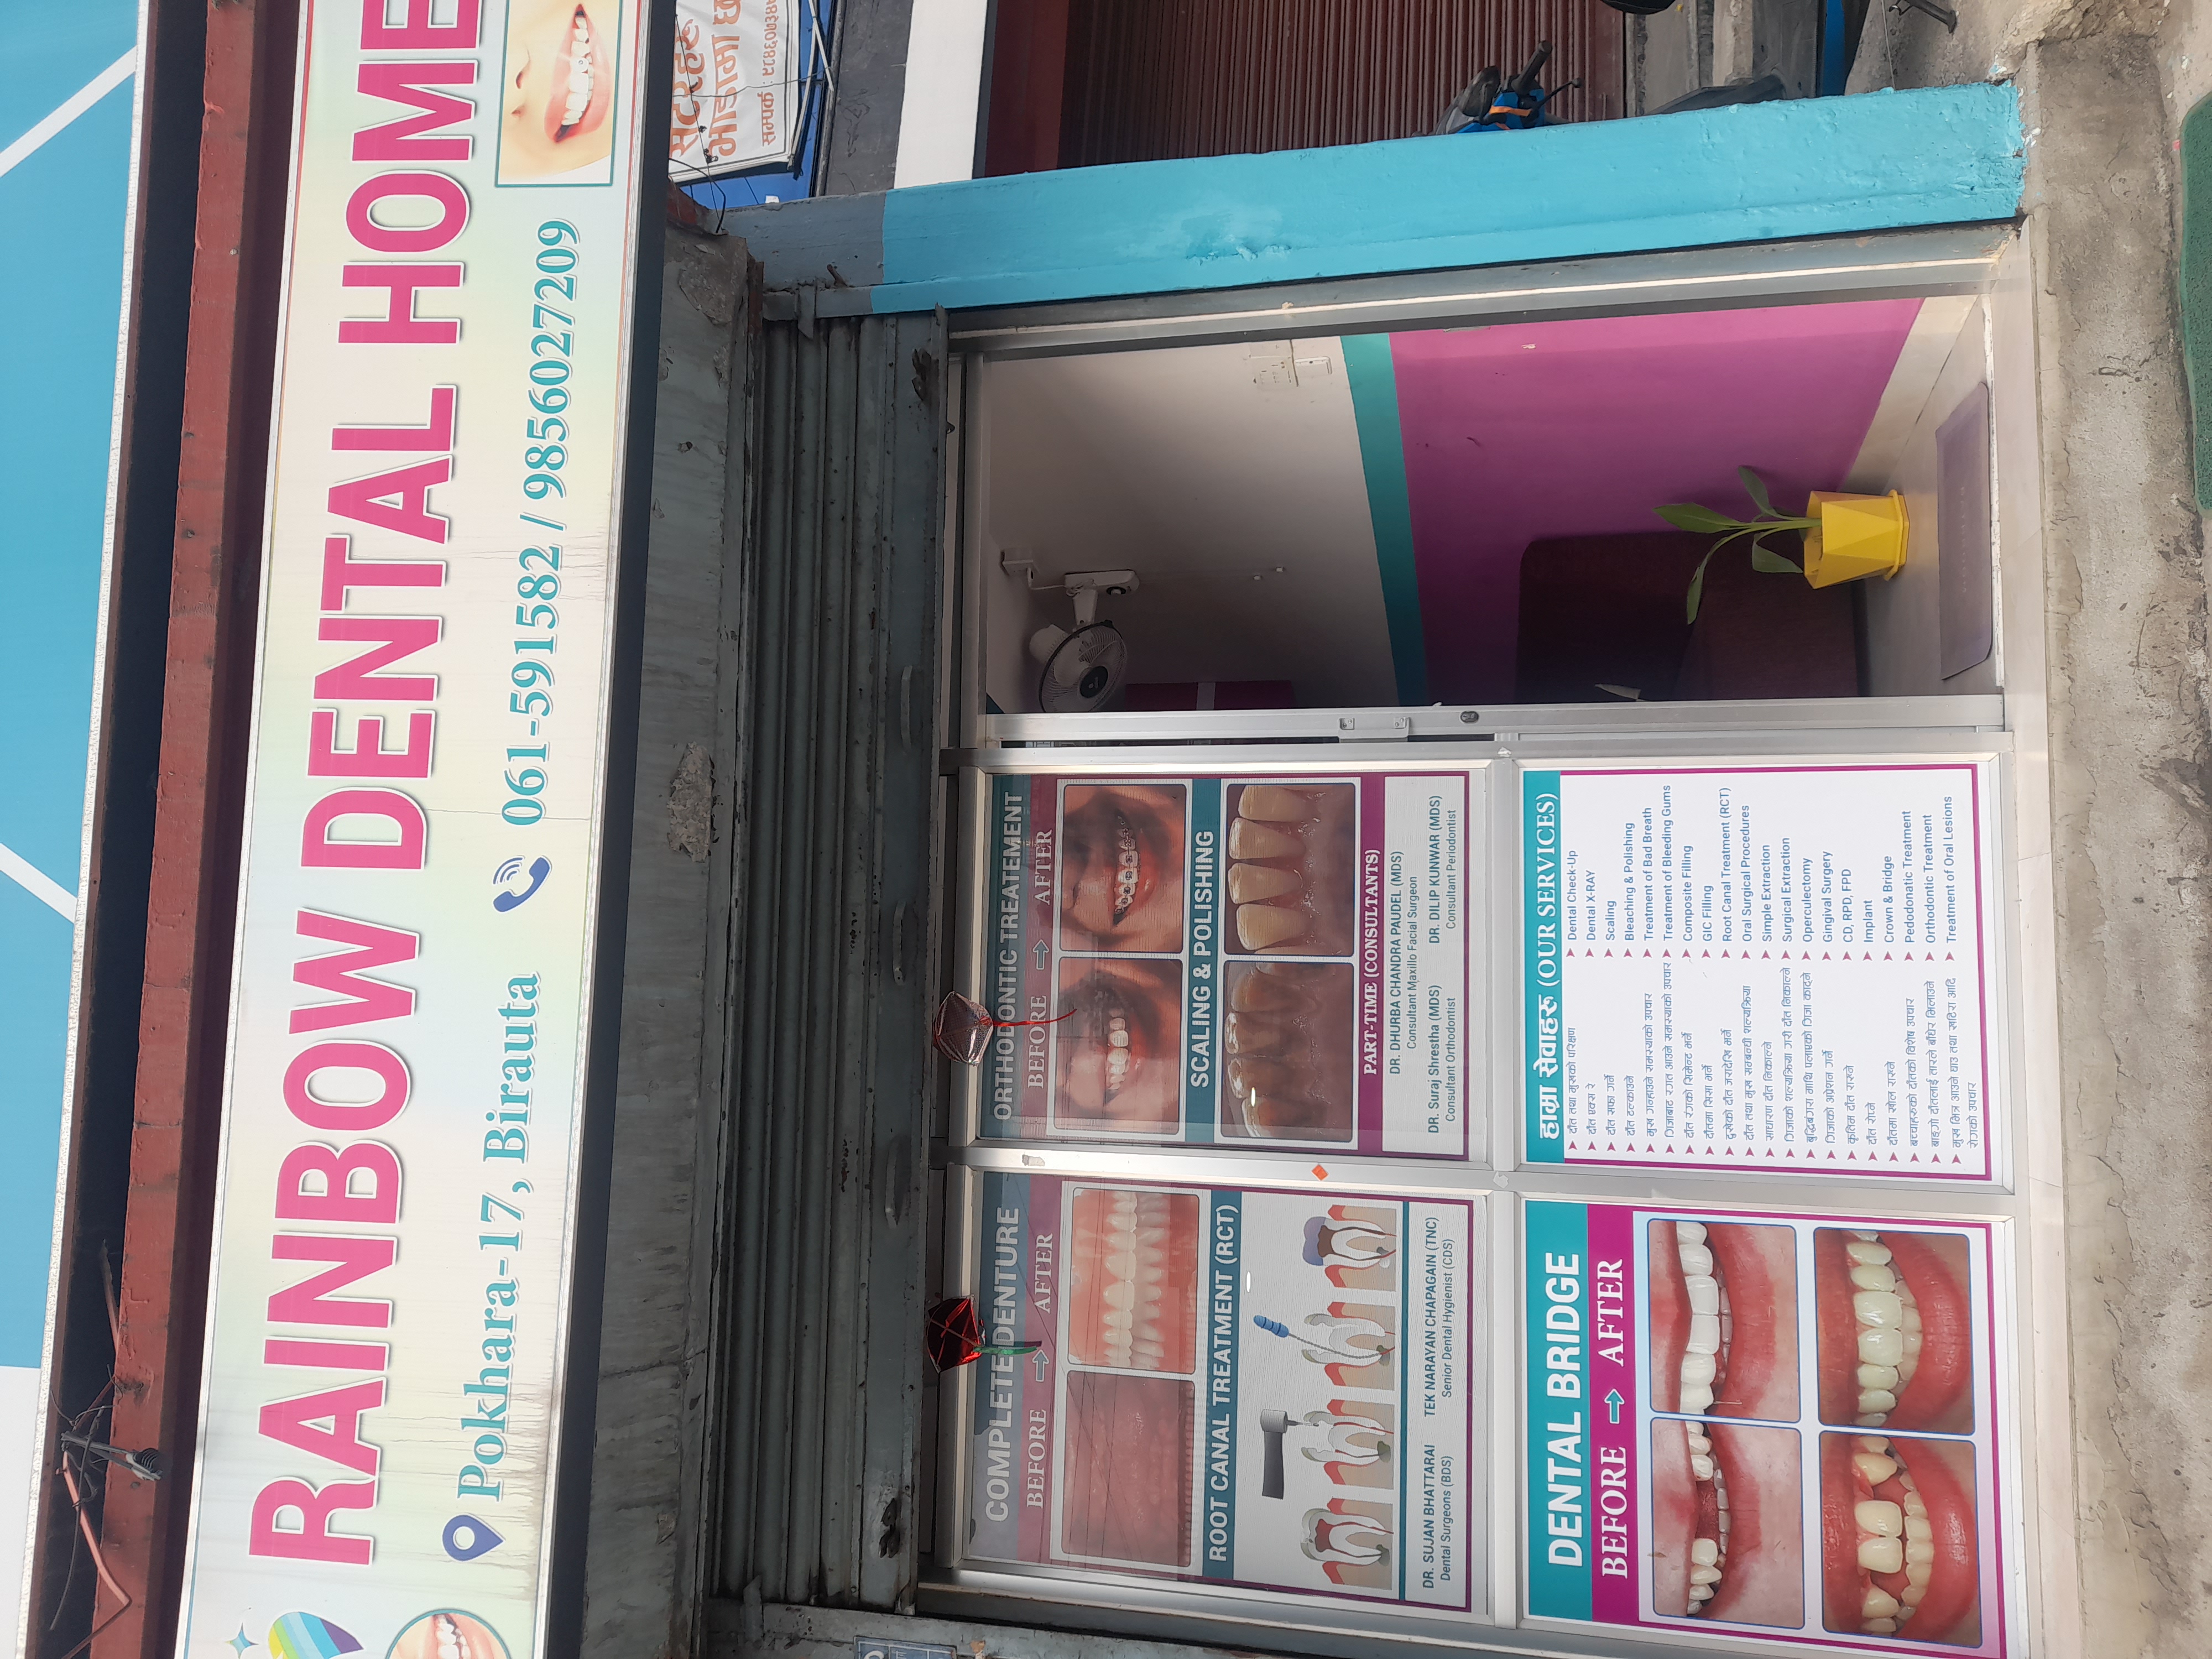 RAINBOW DENTAL HOME
Pokhara-17, Birauta
061-591582 / 9856027209
सटरहरू
भाडामा
सम्पर्क :
COMPLETE DENTURE
BEFORE AFTER
ROOT CANAL TREATMENT (RCT)
DR. SUJAN BHATTARAI
Dental Surgeons (BDS)
TEK NARAYAN CHAPAGAIN (TNC)
Senior Dental Hygienist (CDS)
ORTHODONTIC TREATEMENT
BEFORE AFTER
SCALING & POLISHING
PART-TIME (CONSULTANTS)
DR. DHURBA CHANDRA PAUDEL (MDS)
Consultant Maxillo Facial Surgeon
DR. Suraj Shrestha (MDS)
Consultant Orthodontist
DR. DILIP KUNWAR (MDS)
Consultant Periodontist
DENTAL BRIDGE
BEFORE AFTER
हाम्रा सेवाहरू (OUR SERVICES)
दाँत तथा मुखको परिक्षण
दाँत एक्स रे
दाँत सफा गर्ने
दाँत टल्काउने
मुख गन्हाउने समस्याको उपचार
गिजाबाट रगत आउने समस्याको उपचार
दाँत रंगको सिमेन्ट भर्ने
दाँतमा सिसा भर्ने
दुखेको दाँत जरादेखि भर्ने
दाँत तथा मुख सम्बन्धी शल्यक्रिया
साधारण दाँत निकाल्ने
गिजाको शल्यक्रिया गरी दाँत निकाल्ने
बुद्धिबंगरा माथि पलाएको गिजा काट्ने
गिजाको अप्रेशन गर्ने
कृतिम दाँत राख्ने
दाँत रोप्ने
दाँतमा खोल राख्ने
बच्चाहरुको दाँतको विशेष उपचार
बाङ्गो दाँतलाई तारले बाँधेर मिलाउने
मुख भित्र आउने घाउ तथा खटिरा आदि
रोगको उपचार
Dental Check-Up
Dental X-RAY
Scaling
Bleaching & Polishing
Treatment of Bad Breath
Treatment of Bleeding Gums
Composite Filling
GIC Filling
Root Canal Treatment (RCT)
Oral Surgical Procedures
Simple Extraction
Surgical Extraction
Operculectomy
Gingival Surgery
CD, RPD, FPD
Implant
Crown & Bridge
Pedodonatic Treatment
Orthodontic Treatment
Treatment of Oral Lesions